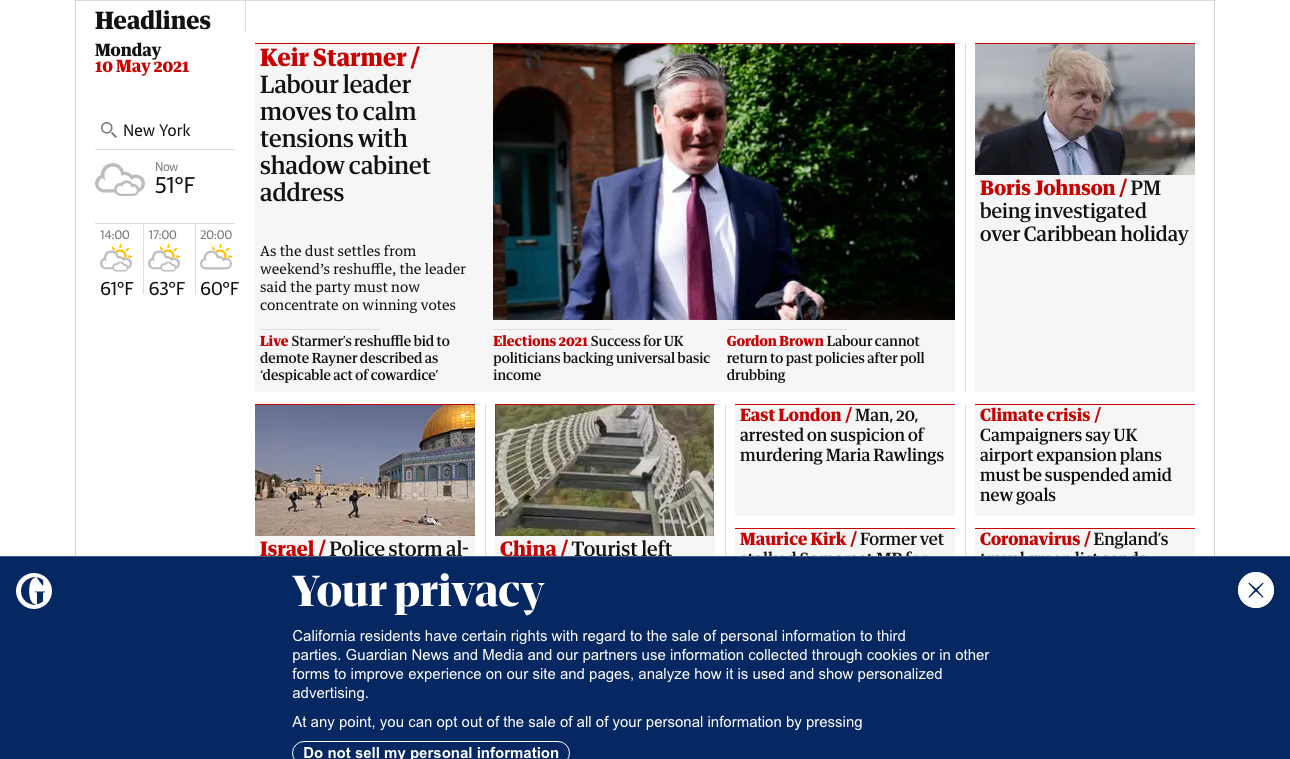 Headlines
Monday
10 May 2021
New York
Now
51°F
14:00
17:00
20:00
61°F
63°F
60°F
Keir Starmer /
Labour leader
moves to calm
tensions with
shadow cabinet
address
As the dust settles from
weekend’s reshuffle, the leader
said the party must now
concentrate on winning votes
Boris Johnson / PM
being investigated
over Caribbean holiday
Live Starmer’s reshuffle bid to
demote Rayner described as
‘despicable act of cowardice’
Elections 2021 Success for UK
politicians backing universal basic
income
Gordon Brown Labour cannot
return to past policies after poll
drubbing
Israel / Police storm al-
China / Tourist left
East London / Man, 20,
arrested on suspicion of
murdering Maria Rawlings
Maurice Kirk / Former vet
Climate crisis /
Campaigners say UK
airport expansion plans
must be suspended amid
new goals
Coronavirus / England’s
Your privacy
California residents have certain rights with regard to the sale of personal information to third
parties. Guardian News and Media and our partners use information collected through cookies or in other
forms to improve experience on our site and pages, analyze how it is used and show personalized
advertising.
At any point, you can opt out of the sale of all of your personal information by pressing
Do not sell my personal information